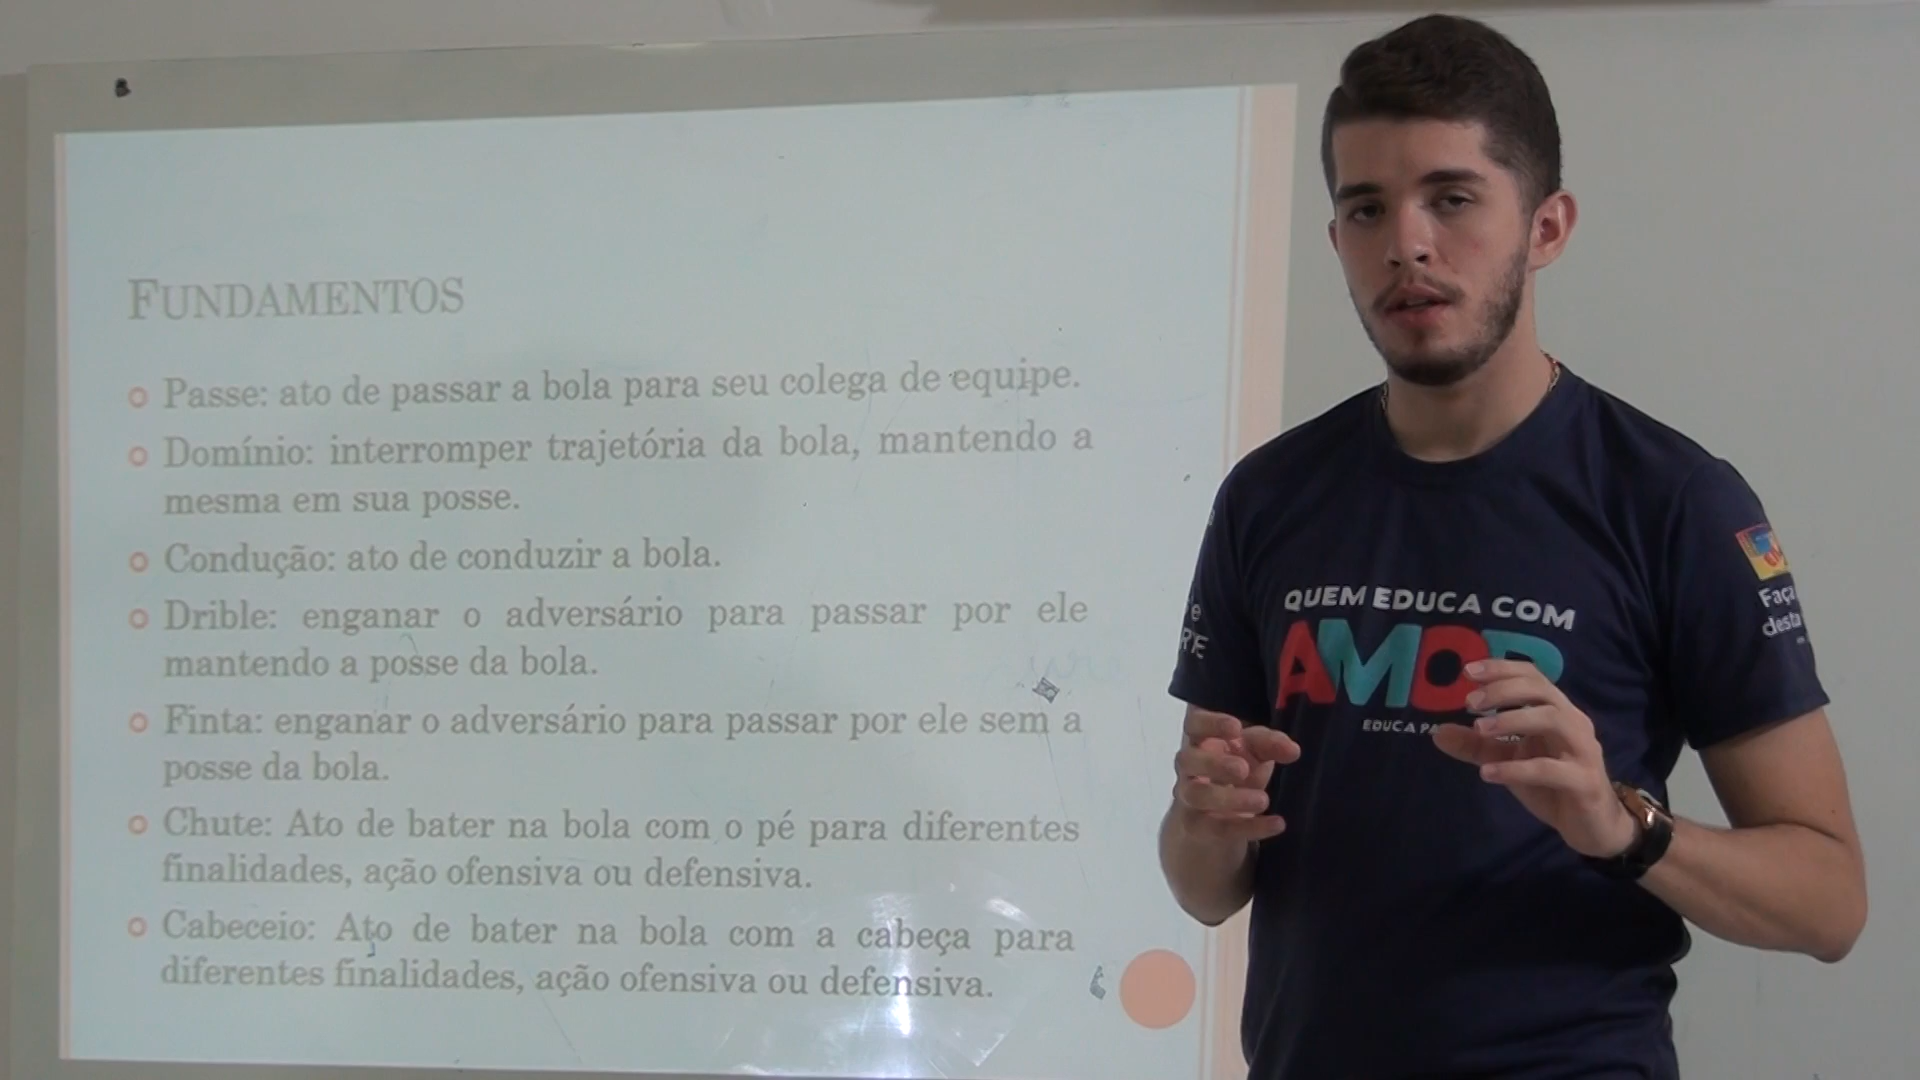 FUNDAMENTOS
Passe: ato de passar a bola para seu colega de equipe.
Domínio: interromper trajetória da bola, mantendo a
mesma em sua posse.
Condução: ato de conduzir a bola.
Drible: enganar o adversário para passar por ele
mantendo a posse da bola.
Finta: enganar o adversário para passar por ele sem a
posse da bola.
Chute: Ato de bater na bola com o pé para diferentes
finalidades, ação ofensiva ou defensiva.
Cabeceio: Ato de bater na bola com a cabeça para
diferentes finalidades, ação ofensiva ou defensiva.
QUEM EDUCA COM
AMOR
EDUCA
Faça
desta